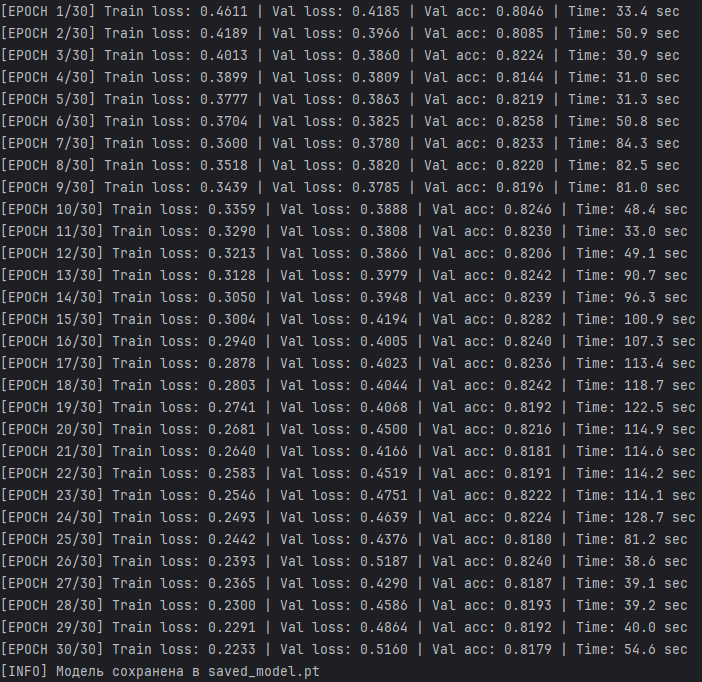 [EPOCH 1/30] Train loss: 0.4611 | Val loss: 0.4185 | Val acc: 0.8046 | Time: 33.4 sec
[EPOCH 2/30] Train loss: 0.4189 | Val loss: 0.3966 | Val acc: 0.8085 | Time: 50.9 sec
[EPOCH 3/30] Train loss: 0.4013 | Val loss: 0.3860 | Val acc: 0.8224 | Time: 30.9 sec
[EPOCH 4/30] Train loss: 0.3899 | Val loss: 0.3809 | Val acc: 0.8144 | Time: 31.0 sec
[EPOCH 5/30] Train loss: 0.3777 | Val loss: 0.3863 | Val acc: 0.8219 | Time: 31.3 sec
[EPOCH 6/30] Train loss: 0.3704 | Val loss: 0.3825 | Val acc: 0.8258 | Time: 50.8 sec
[EPOCH 7/30] Train loss: 0.3600 | Val loss: 0.3780 | Val acc: 0.8233 | Time: 84.3 sec
[EPOCH 8/30] Train loss: 0.3518 | Val loss: 0.3820 | Val acc: 0.8220 | Time: 82.5 sec
[EPOCH 9/30] Train loss: 0.3439 | Val loss: 0.3785 | Val acc: 0.8196 | Time: 81.0 sec
[EPOCH 10/30] Train loss: 0.3359 | Val loss: 0.3888 | Val acc: 0.8246 | Time: 48.4 sec
[EPOCH 11/30] Train loss: 0.3290 | Val loss: 0.3808 | Val acc: 0.8230 | Time: 33.0 sec
[EPOCH 12/30] Train loss: 0.3213 | Val loss: 0.3866 | Val acc: 0.8206 | Time: 49.1 sec
[EPOCH 13/30] Train loss: 0.3128 | Val loss: 0.3979 | Val acc: 0.8242 | Time: 90.7 sec
[EPOCH 14/30] Train loss: 0.3050 | Val loss: 0.3948 | Val acc: 0.8239 | Time: 96.3 sec
[EPOCH 15/30] Train loss: 0.3004 | Val loss: 0.4194 | Val acc: 0.8282 | Time: 100.9 sec
[EPOCH 16/30] Train loss: 0.2940 | Val loss: 0.4005 | Val acc: 0.8240 | Time: 107.3 sec
[EPOCH 17/30] Train loss: 0.2878 | Val loss: 0.4023 | Val acc: 0.8236 | Time: 113.4 sec
[EPOCH 18/30] Train loss: 0.2803 | Val loss: 0.4044 | Val acc: 0.8242 | Time: 118.7 sec
[EPOCH 19/30] Train loss: 0.2741 | Val loss: 0.4068 | Val acc: 0.8192 | Time: 122.5 sec
[EPOCH 20/30] Train loss: 0.2681 | Val loss: 0.4500 | Val acc: 0.8216 | Time: 114.9 sec
[EPOCH 21/30] Train loss: 0.2640 | Val loss: 0.4166 | Val acc: 0.8181 | Time: 114.6 sec
[EPOCH 22/30] Train loss: 0.2583 | Val loss: 0.4519 | Val acc: 0.8191 | Time: 114.2 sec
[EPOCH 23/30] Train loss: 0.2546 | Val loss: 0.4751 | Val acc: 0.8222 | Time: 114.1 sec
[EPOCH 24/30] Train loss: 0.2493 | Val loss: 0.4639 | Val acc: 0.8224 | Time: 128.7 sec
[EPOCH 25/30] Train loss: 0.2442 | Val loss: 0.4376 | Val acc: 0.8180 | Time: 81.2 sec
[EPOCH 26/30] Train loss: 0.2393 | Val loss: 0.5187 | Val acc: 0.8240 | Time: 38.6 sec
[EPOCH 27/30] Train loss: 0.2365 | Val loss: 0.4290 | Val acc: 0.8187 | Time: 39.1 sec
[EPOCH 28/30] Train loss: 0.2300 | Val loss: 0.4586 | Val acc: 0.8193 | Time: 39.2 sec
[EPOCH 29/30] Train loss: 0.2291 | Val loss: 0.4864 | Val acc: 0.8192 | Time: 40.0 sec
[EPOCH 30/30] Train loss: 0.2233 | Val loss: 0.5160 | Val acc: 0.8179 | Time: 54.6 sec
[INFO] Модель сохранена в saved_model.pt